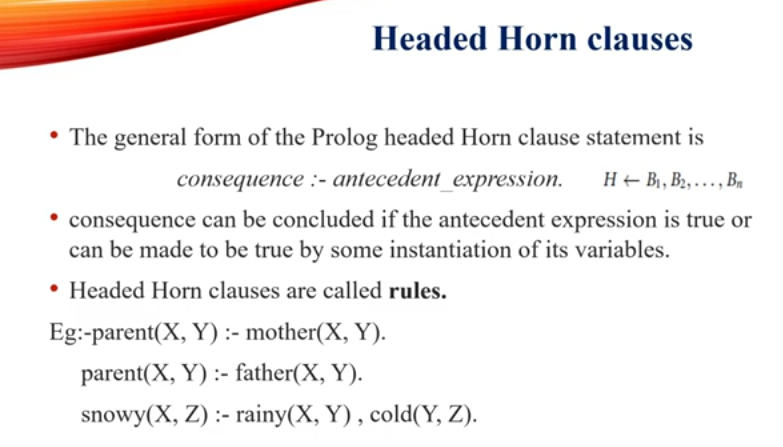 Headed Horn clauses
• The general form of the Prolog headed Horn clause statement is
consequence :- antecedent_expression. H ← B₁, B₂, . . . , Bₙ
• consequence can be concluded if the antecedent expression is true or
can be made to be true by some instantiation of its variables.
• Headed Horn clauses are called rules.
Eg:-parent(X, Y) :- mother(X, Y).
parent(X, Y) :- father(X, Y).
snowy(X, Z) :- rainy(X, Y) , cold(Y, Z).